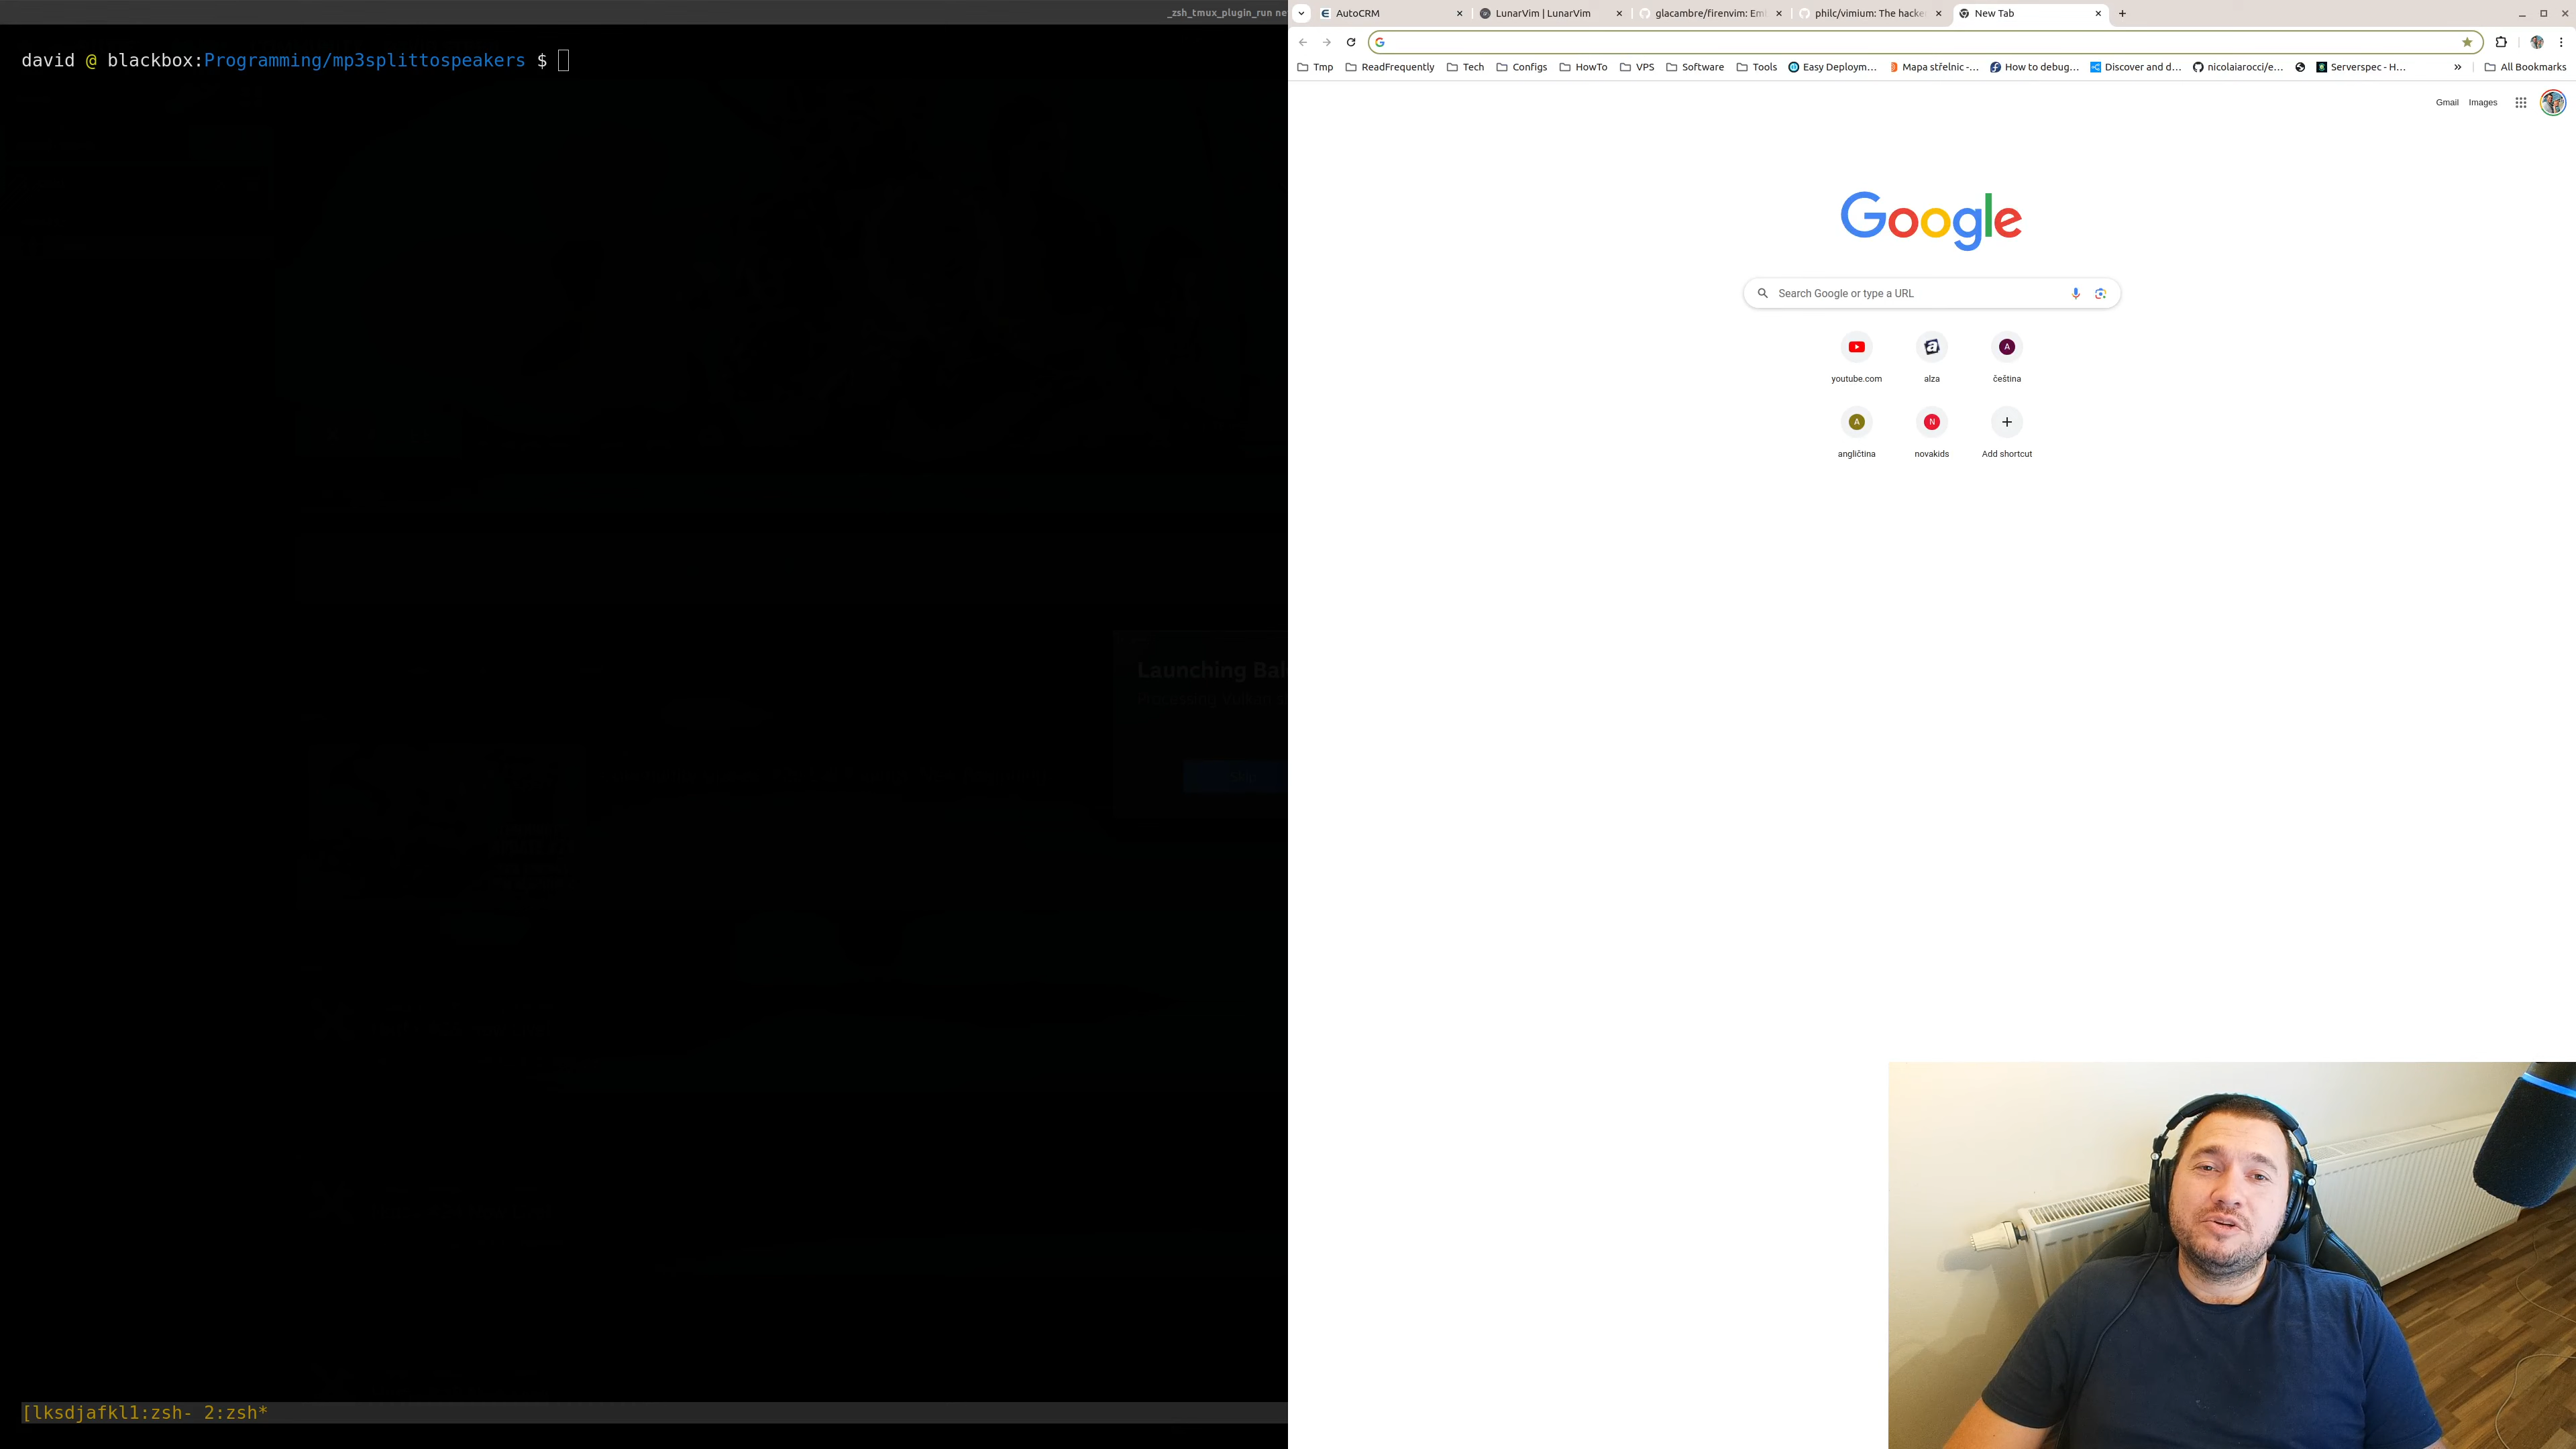 _zsh_tmux_plugin_run ne
david @ blackbox:Programming/mp3splittospeakers $
Launching Bal
[lksdjafkl1:zsh- 2:zsh*
AutoCRM
LunarVim | LunarVim
glacambre/firenvim: Em
philc/vimium: The hacke
New Tab
Tmp
ReadFrequently
Tech
Configs
HowTo
VPS
Software
Tools
Easy Deploym...
Mapa střelnic -...
How to debug...
Discover and d...
nicolaiarocci/e...
Serverspec - H...
All Bookmarks
Gmail
Images
Google
Search Google or type a URL
youtube.com
alza
čeština
angličtina
novakids
Add shortcut